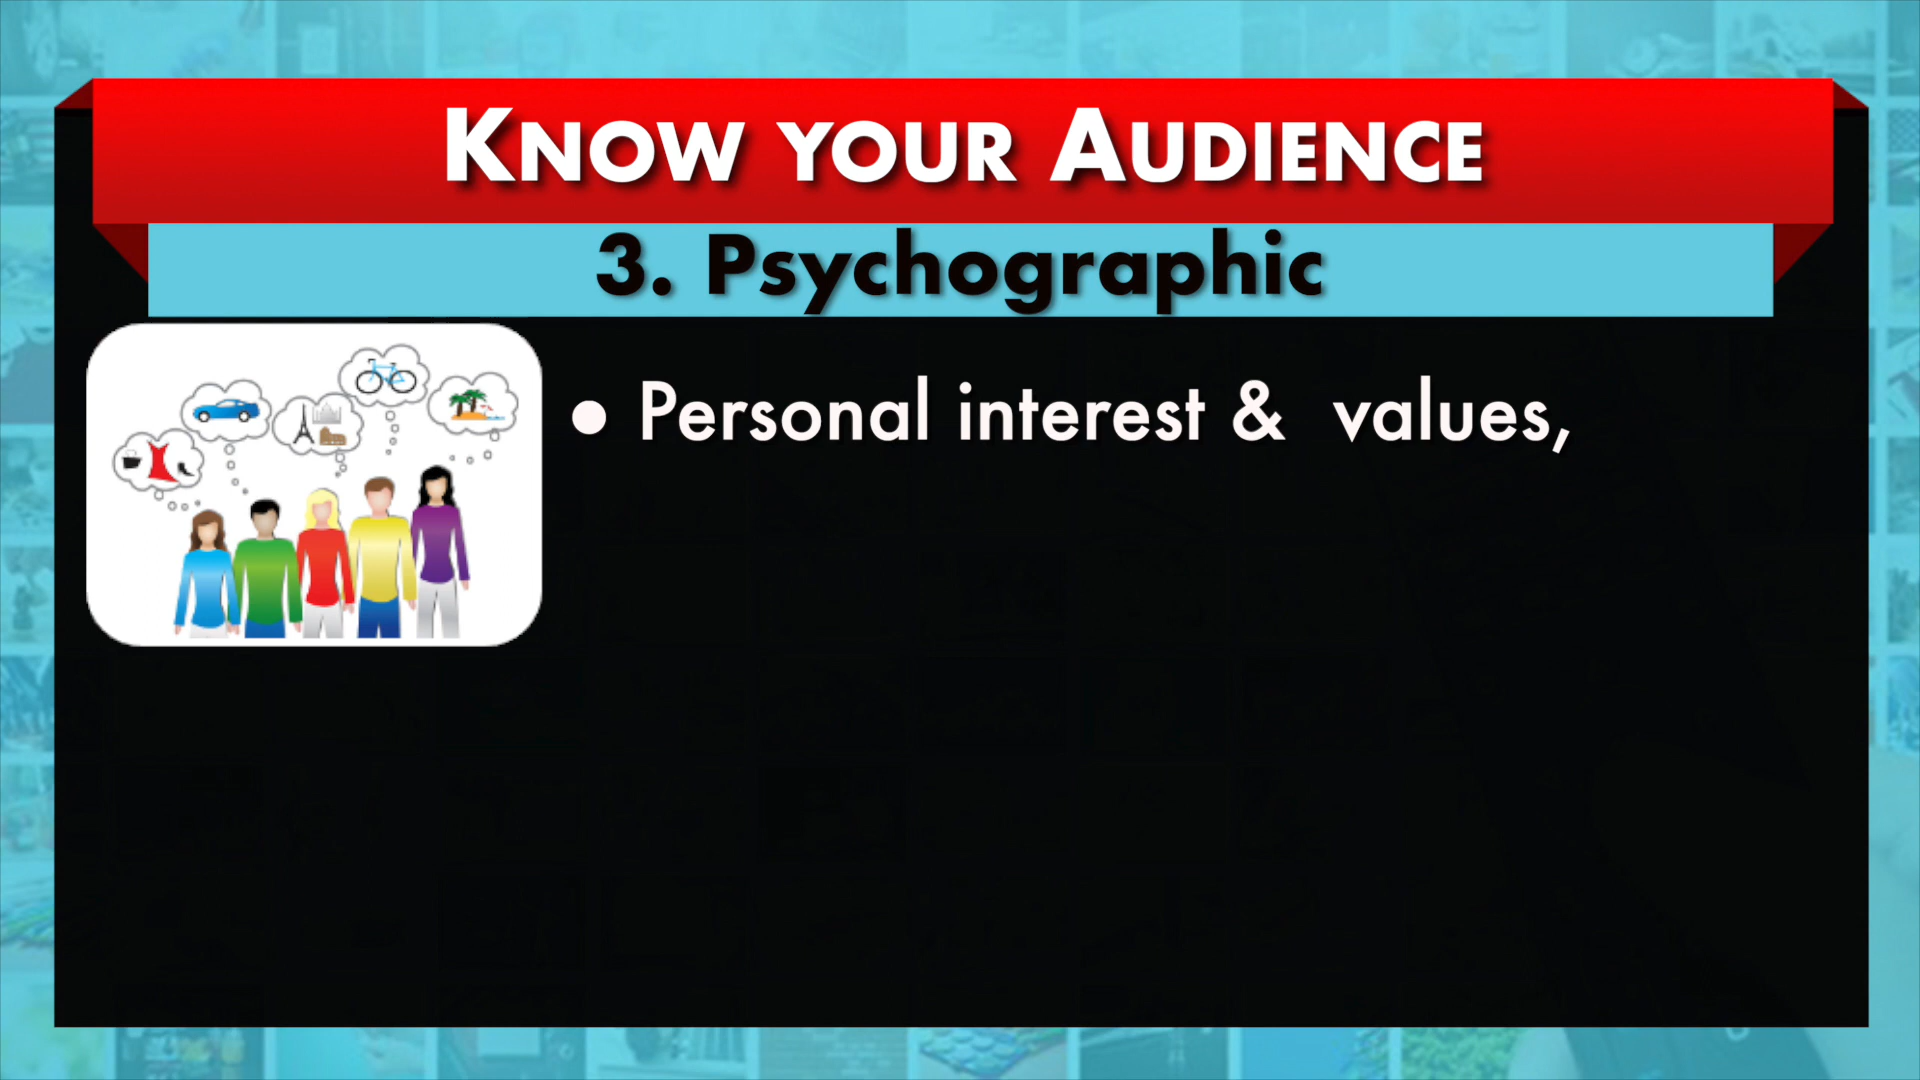 KNOW YOUR AUDIENCE
3. Psychographic
• Personal interest &  values,